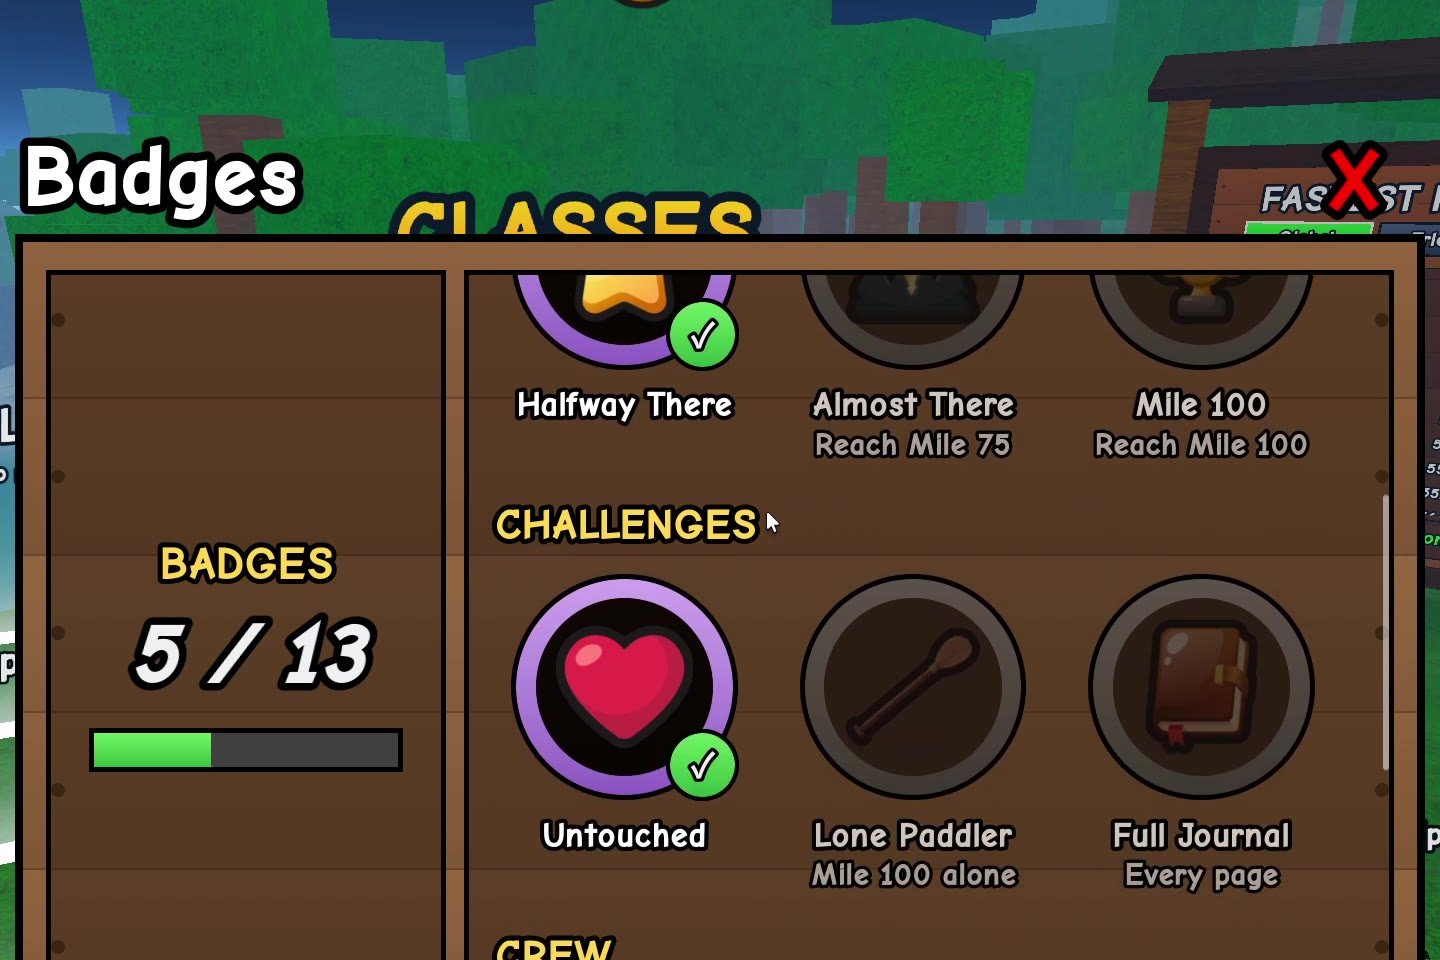 Badges
CLASSES
X
BADGES
5 / 13
Halfway There
Almost There
Reach Mile 75
Mile 100
Reach Mile 100
CHALLENGES
Untouched
Lone Paddler
Mile 100 alone
Full Journal
Every page
CREW